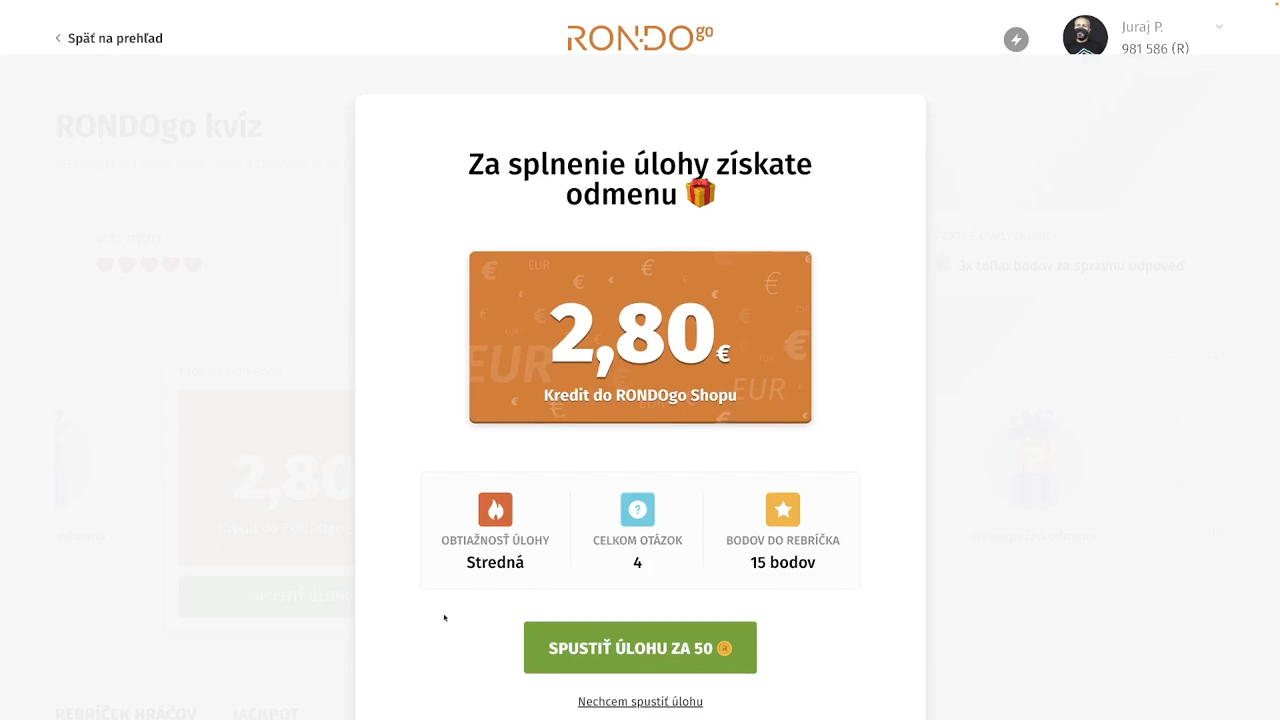 Späť na prehľad
RONDOgo
Juraj P.
981 586 (R)
RONDOgo kvíz
Za splnenie úlohy získate
odmenu
3x toľko bodov za správnu odpoveď
EUR
2,80€
EUR
EUR
Kredit do RONDOgo Shopu
2,80
OBTIAŽNOSŤ ÚLOHY
CELKOM OTÁZOK
BODOV DO REBRÍČKA
Stredná
4
15 bodov
SPUSTIŤ ÚLOHU ZA 50
Nechcem spustiť úlohu
REBRÍČEK HRÁČOV
JACKPOT